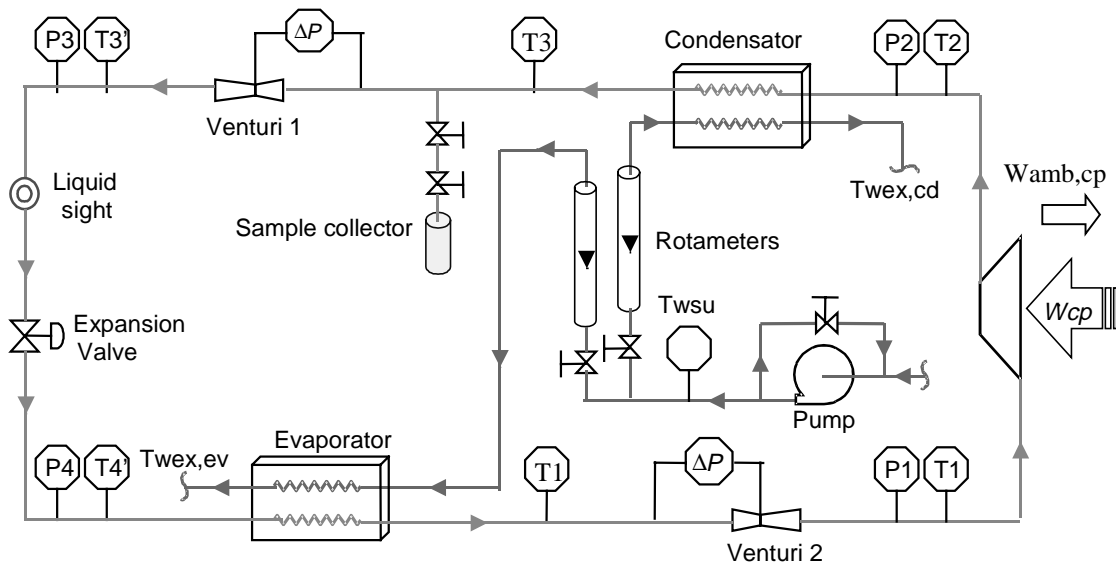 P3
T3’
ΔP
T3
Condensator
P2
T2
Venturi 1
Twex,cd
Wamb,cp
Liquid
sight
Sample collector
Rotameters
Wcp
Twsu
Expansion
Valve
Pump
P4
T4’
Twex,ev
Evaporator
T1
ΔP
P1
T1
Venturi 2